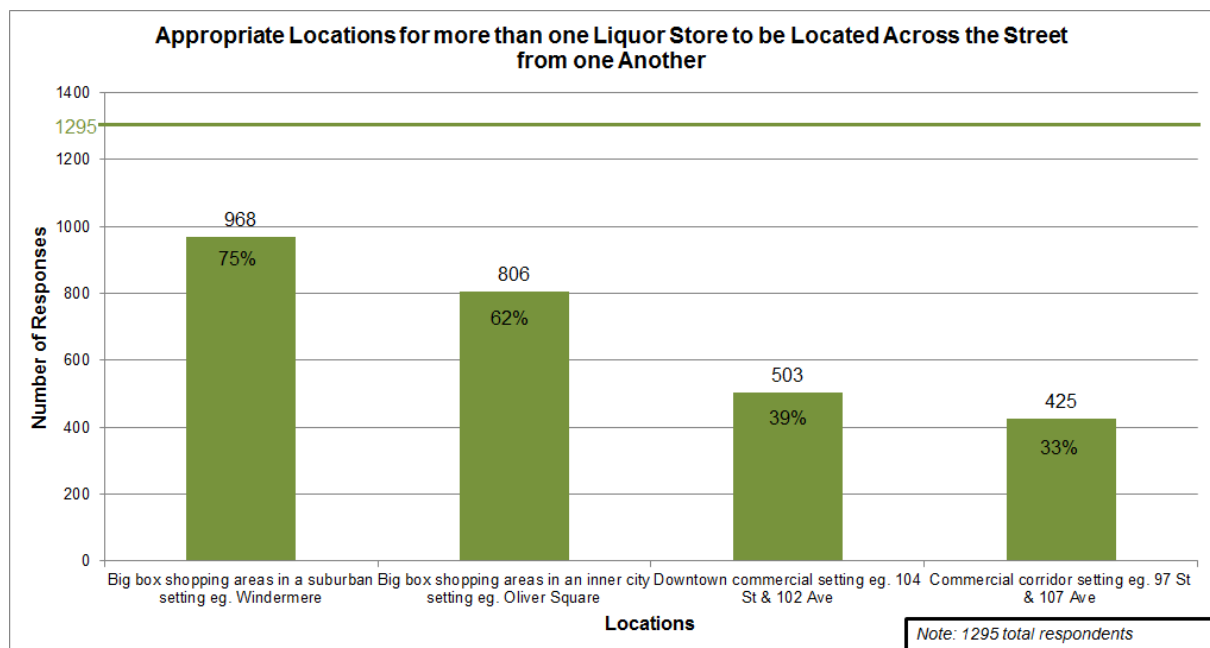 Appropriate Locations for more than one Liquor Store to be Located Across the Street
from one Another
Number of Responses
1400
1295
1200
1000
800
600
400
200
0
968
75%
806
62%
503
39%
425
33%
Big box shopping areas in a suburban
setting eg. Windermere
Big box shopping areas in an inner city
setting eg. Oliver Square
Downtown commercial setting eg. 104
St & 102 Ave
Commercial corridor setting eg. 97 St
& 107 Ave
Locations
Note: 1295 total respondents